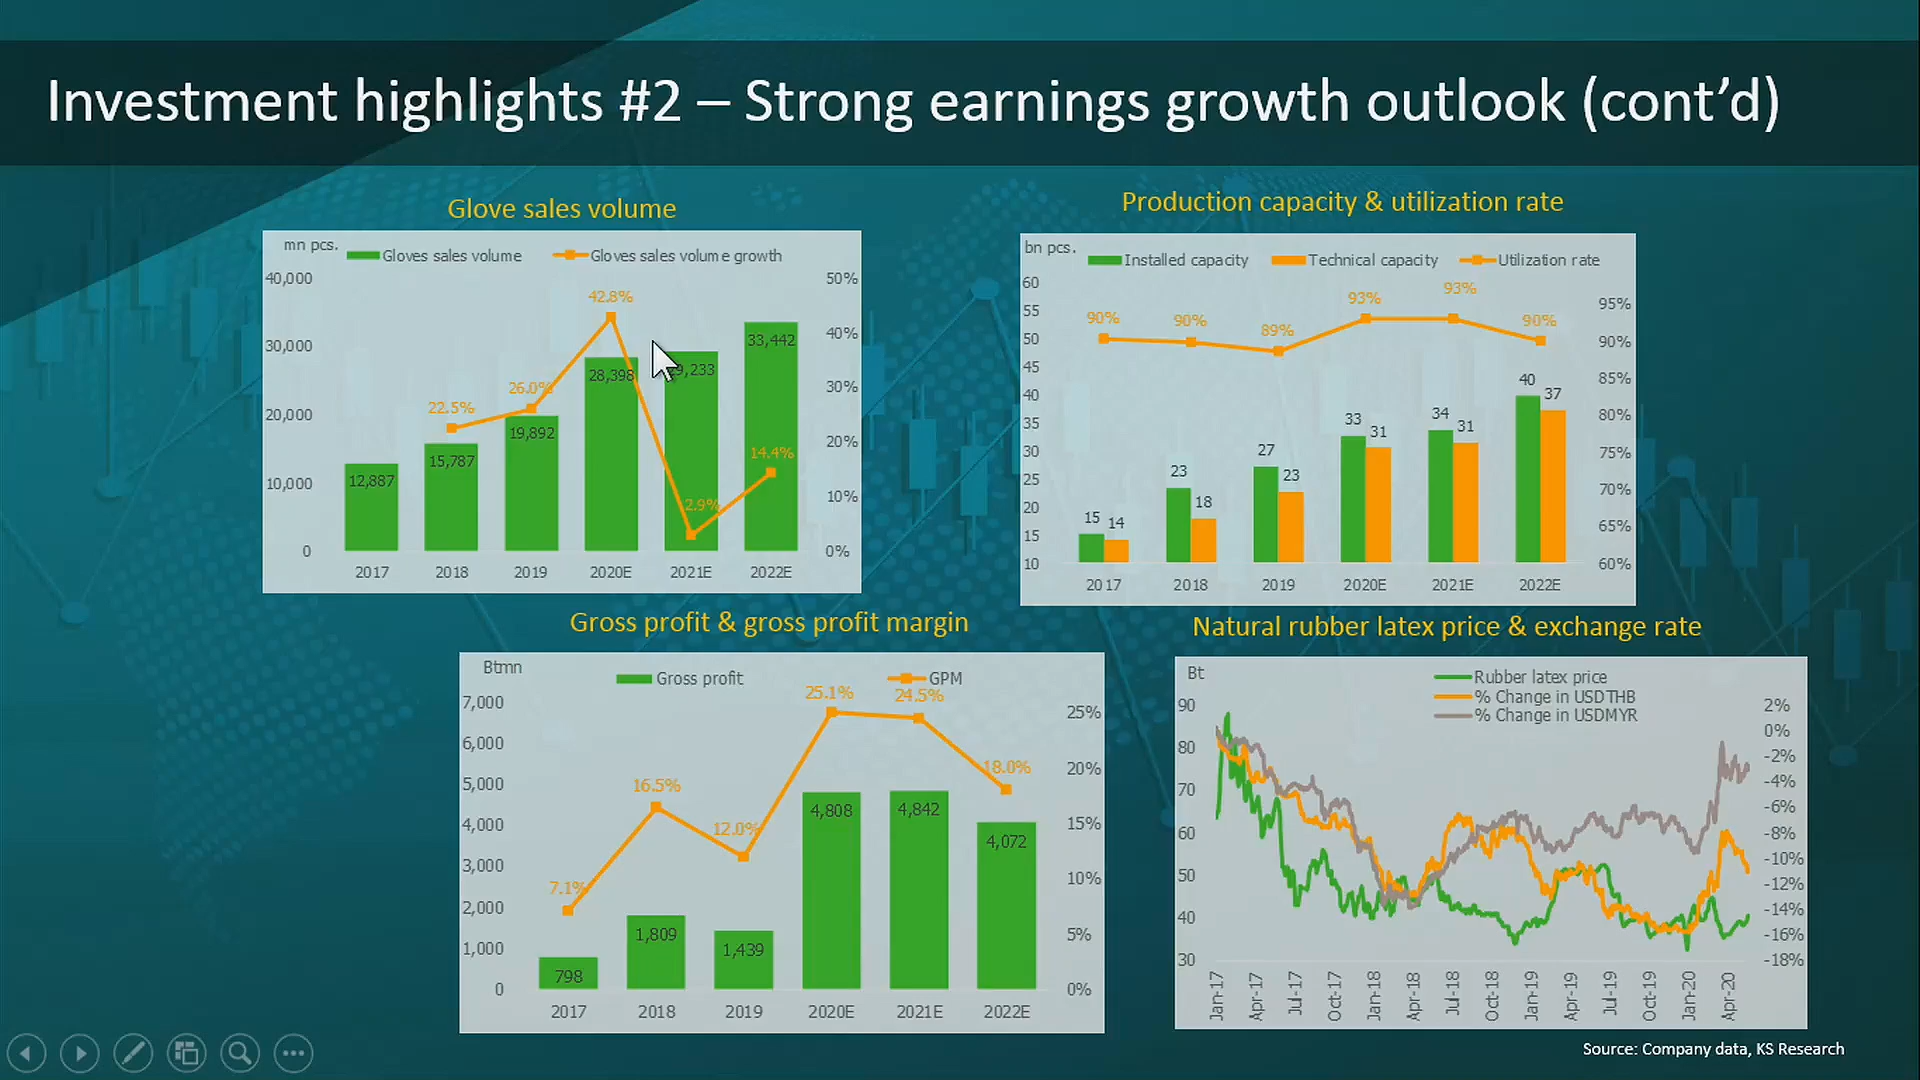 Investment highlights #2 – Strong earnings growth outlook (cont’d)
Glove sales volume
mn pcs.
Gloves sales volume
Gloves sales volume growth
40,000
30,000
20,000
10,000
0
50%
40%
30%
20%
10%
0%
22.5%
26.0%
42.8%
2.9%
14.4%
12,887
15,787
19,892
28,398
9,233
33,442
2017
2018
2019
2020E
2021E
2022E
Production capacity & utilization rate
bn pcs.
Installed capacity
Technical capacity
Utilization rate
60
55
50
45
40
35
30
25
20
15
10
95%
90%
85%
80%
75%
70%
65%
60%
90%
90%
89%
93%
93%
90%
15
14
23
18
27
23
33
31
34
31
40
37
2017
2018
2019
2020E
2021E
2022E
Gross profit & gross profit margin
Btmn
Gross profit
GPM
7,000
6,000
5,000
4,000
3,000
2,000
1,000
0
25%
20%
15%
10%
5%
0%
7.1%
16.5%
12.0%
25.1%
24.5%
18.0%
798
1,809
1,439
4,808
4,842
4,072
2017
2018
2019
2020E
2021E
2022E
Natural rubber latex price & exchange rate
Bt
Rubber latex price
% Change in USDTHB
% Change in USDMYR
90
80
70
60
50
40
30
2%
0%
-2%
-4%
-6%
-8%
-10%
-12%
-14%
-16%
-18%
Jan-17
Apr-17
Jul-17
Oct-17
Jan-18
Apr-18
Jul-18
Oct-18
Jan-19
Apr-19
Jul-19
Oct-19
Jan-20
Apr-20
Source: Company data, KS Research